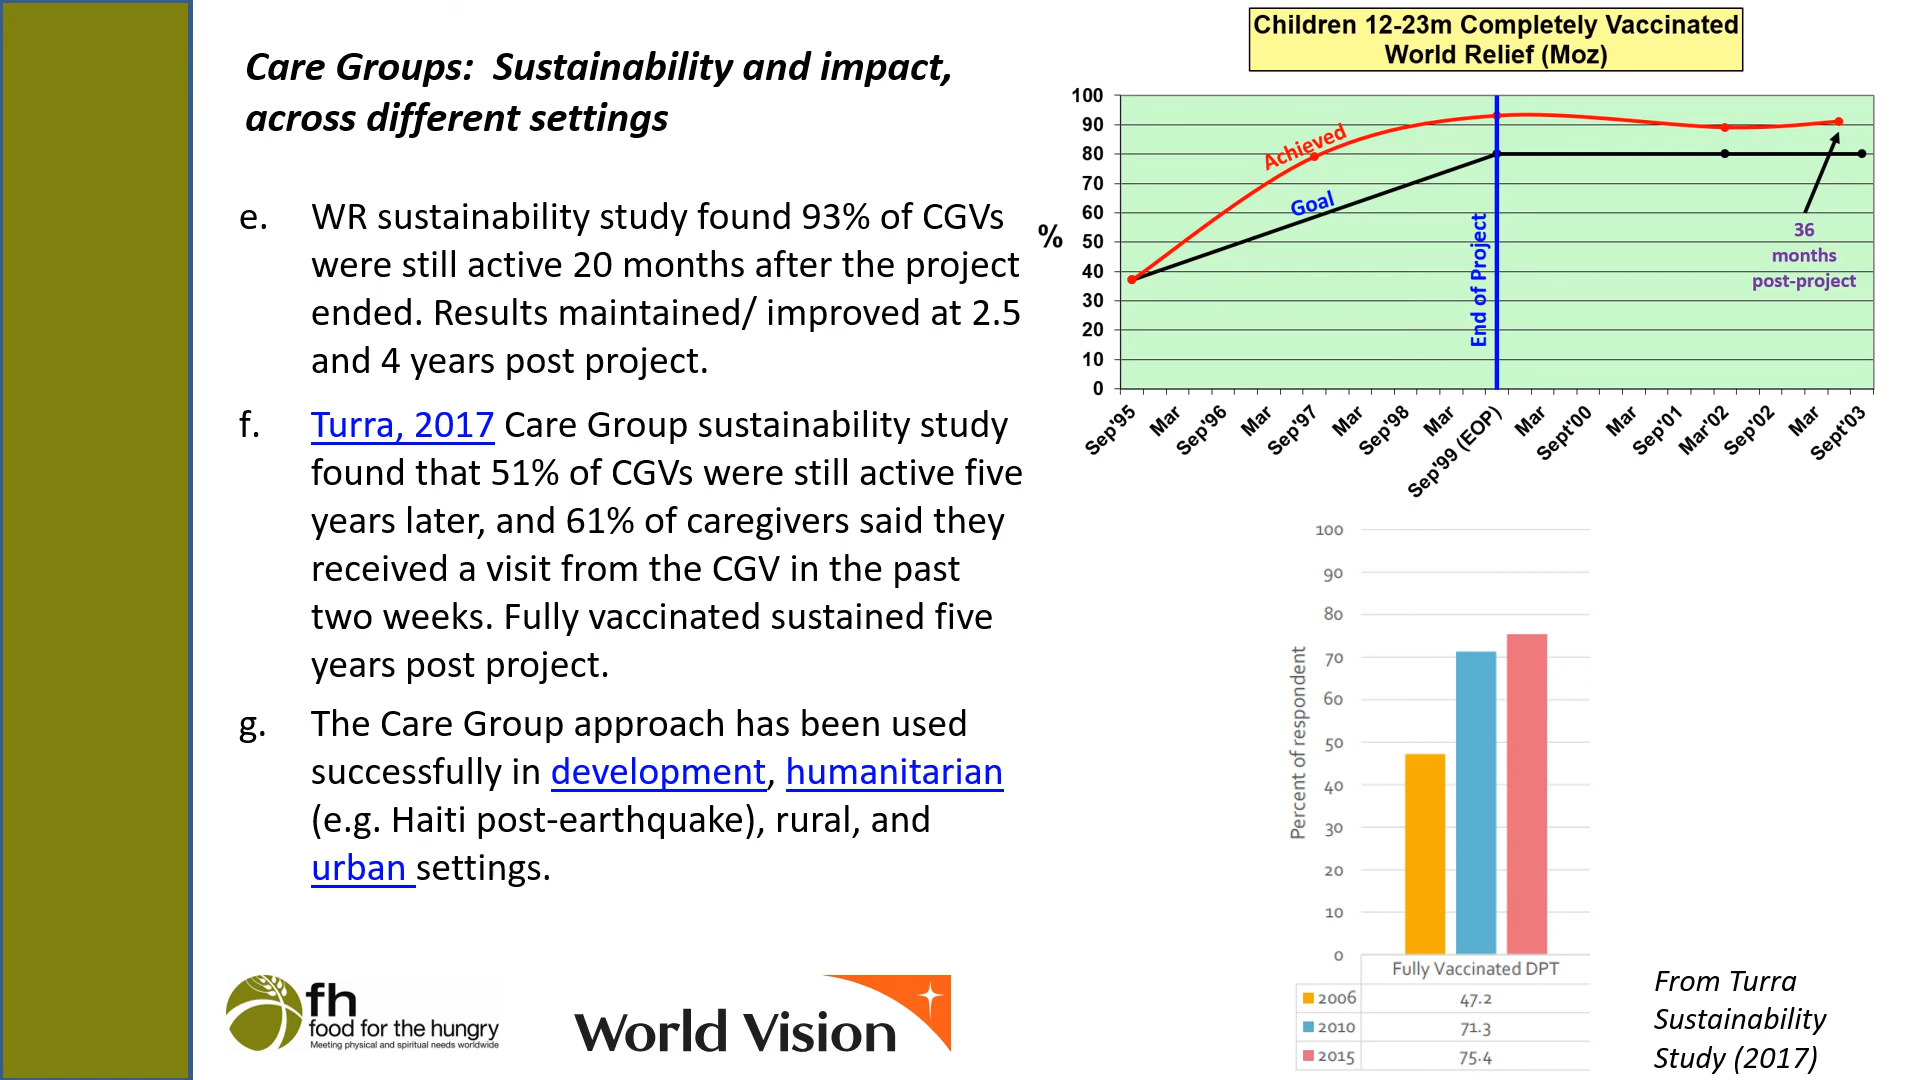 Care Groups:  Sustainability and impact,
across different settings
e. WR sustainability study found 93% of CGVs
were still active 20 months after the project
ended. Results maintained/ improved at 2.5
and 4 years post project.
f. Turra, 2017 Care Group sustainability study
found that 51% of CGVs were still active five
years later, and 61% of caregivers said they
received a visit from the CGV in the past
two weeks. Fully vaccinated sustained five
years post project.
g. The Care Group approach has been used
successfully in development, humanitarian
(e.g. Haiti post-earthquake), rural, and
urban settings.
fh
food for the hungry
Meeting physical and spiritual needs worldwide
World Vision
Children 12-23m Completely Vaccinated
World Relief (Moz)
100
90
80
70
60
50
40
30
20
10
0
%
Achieved
Goal
End of Project
36
months
post-project
Sep'95
Mar
Sep'96
Mar
Sep'97
Mar
Sep'98
Mar
Sep'99 (EOP)
Mar
Sept'00
Mar
Sep'01
Mar'02
Sep'02
Mar
Sept'03
100
90
80
70
60
50
40
30
20
10
0
Percent of respondent
Fully Vaccinated DPT
2006 47.2
2010 71.3
2015 75.4
From Turra
Sustainability
Study (2017)